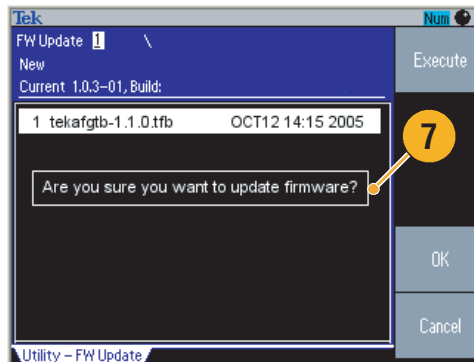 Tek
Num
FW Update 1 \
New
Current 1.0.3-01, Build:
Execute
1 tekafgtb-1.1.0.tfb OCT12 14:15 2005
7
Are you sure you want to update firmware?
OK
Cancel
Utility - FW Update